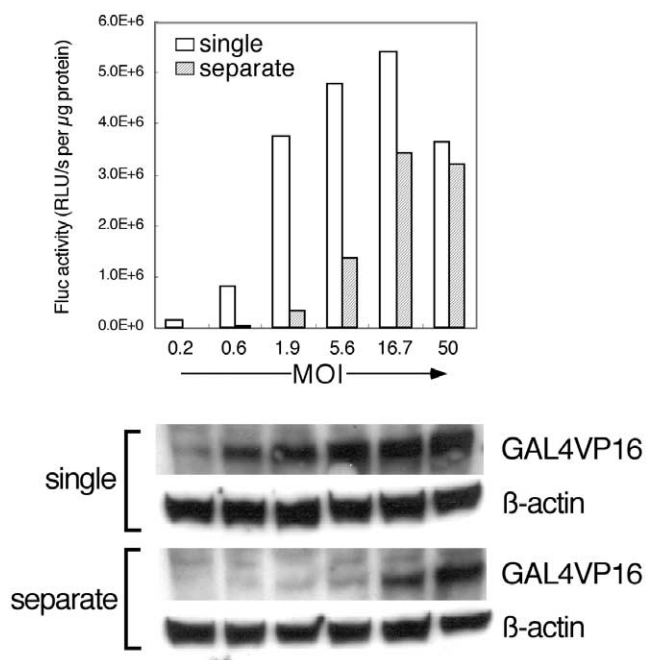 6.0E+6
5.0E+6
4.0E+6
3.0E+6
2.0E+6
1.0E+6
0.0E+0
Fluc activity (RLU/s per µg protein)
single
separate
0.2 0.6 1.9 5.6 16.7 50
MOI
single
GAL4VP16
ß-actin
separate
GAL4VP16
ß-actin